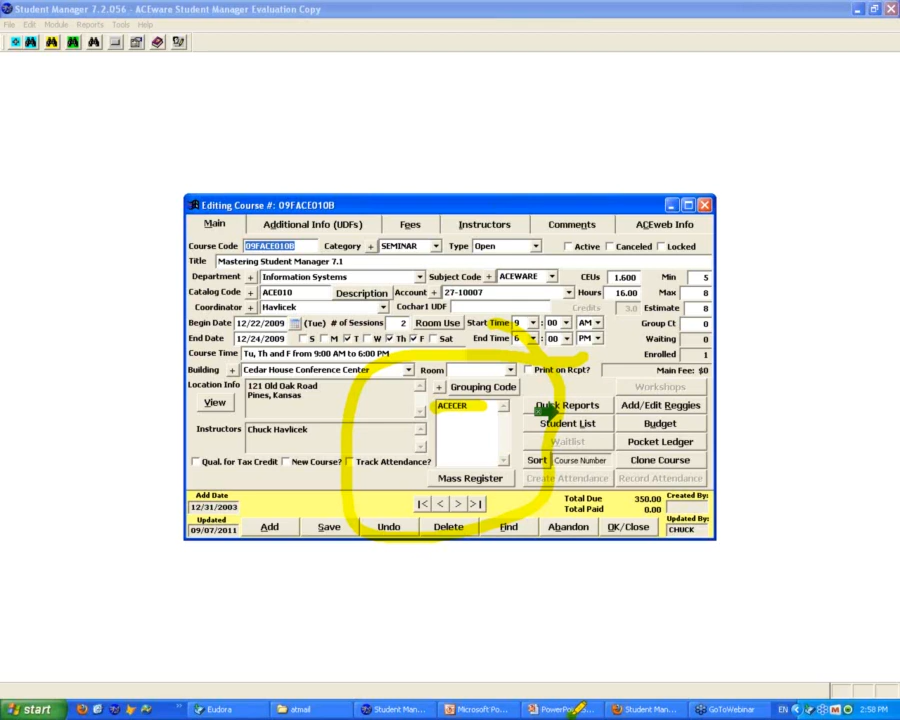 Student Manager 7.2.056 - ACEware Student Manager Evaluation Copy
File Edit Module Reports Tools Help
Editing Course #: 09FACE010B
Main Additional Info (UDFs) Fees Instructors Comments ACEweb Info
Course Code 09FACE010B Category + SEMINAR Type Open Active Canceled Locked
Title Mastering Student Manager 7.1
Department + Information Systems Subject Code + ACEWARE CEUs 1.600 Min 5
Catalog Code + ACE010 Description Account + 27-10007 Hours 16.00 Max 8
Coordinator + Havlicek Cochar1 UDF Credits 3.0 Estimate 8
Begin Date 12/22/2009 (Tue) # of Sessions 2 Room Use Start Time 9 : 00 AM Group Ct 0
End Date 12/24/2009 S M T W Th F Sat End Time 6 : 00 PM Waiting 0
Course Time Tu, Th and F from 9:00 AM to 6:00 PM Enrolled 1
Building + Cedar House Conference Center Room Print on Rcpt? Main Fee: $0
Location Info 121 Old Oak Road + Grouping Code Workshops
Pines, Kansas
View ACECER Quick Reports Add/Edit Reggies
Student List Budget
Instructors Chuck Havlicek Waitlist Pocket Ledger
Qual. for Tax Credit New Course? Track Attendance? Sort Course Number Clone Course
Mass Register Create Attendance Record Attendance
Add Date 12/31/2003 |< < > >| Total Due 350.00 Created By:
Total Paid 0.00
Updated 09/07/2011 Add Save Undo Delete Find Abandon OK/Close Updated By: CHUCK
start Eudora atmail Student Man... Microsoft Po... PowerPoi... Student Man... GoToWebinar EN 2:58 PM